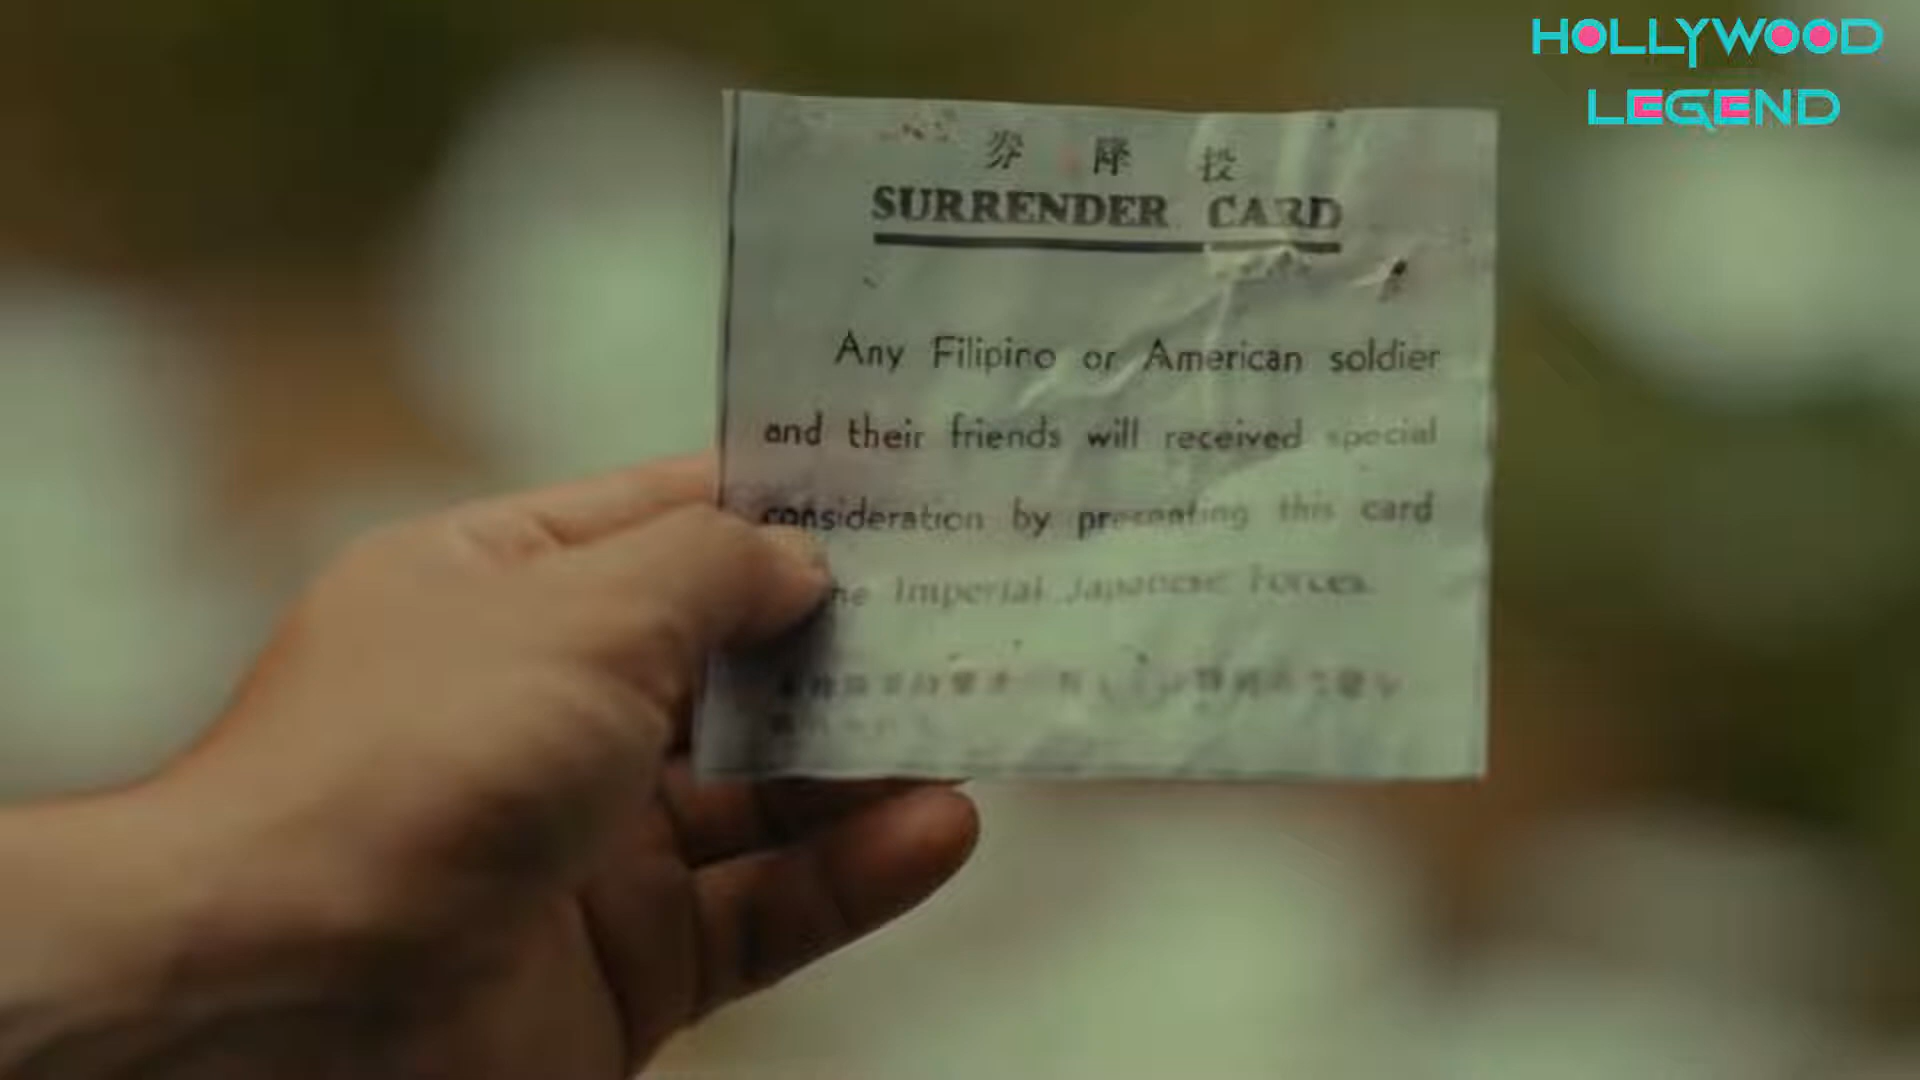 券 降 投
SURRENDER CARD
Any Filipino or American soldier
and their friends will received special
consideration by presenting this card
Imperial Japanese Forces.
HOLLYWOOD
LEGEND